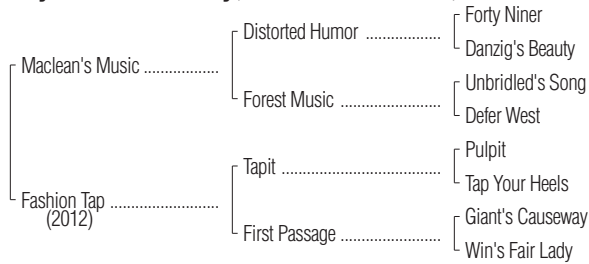 Forty Niner
Distorted Humor ..................
Danzig's Beauty
Maclean's Music ..................
Unbridled's Song
Forest Music ........................
Defer West
Pulpit
Tapit ......................................
Tap Your Heels
Fashion Tap ..........................
(2012)
Giant's Causeway
First Passage ........................
Win's Fair Lady